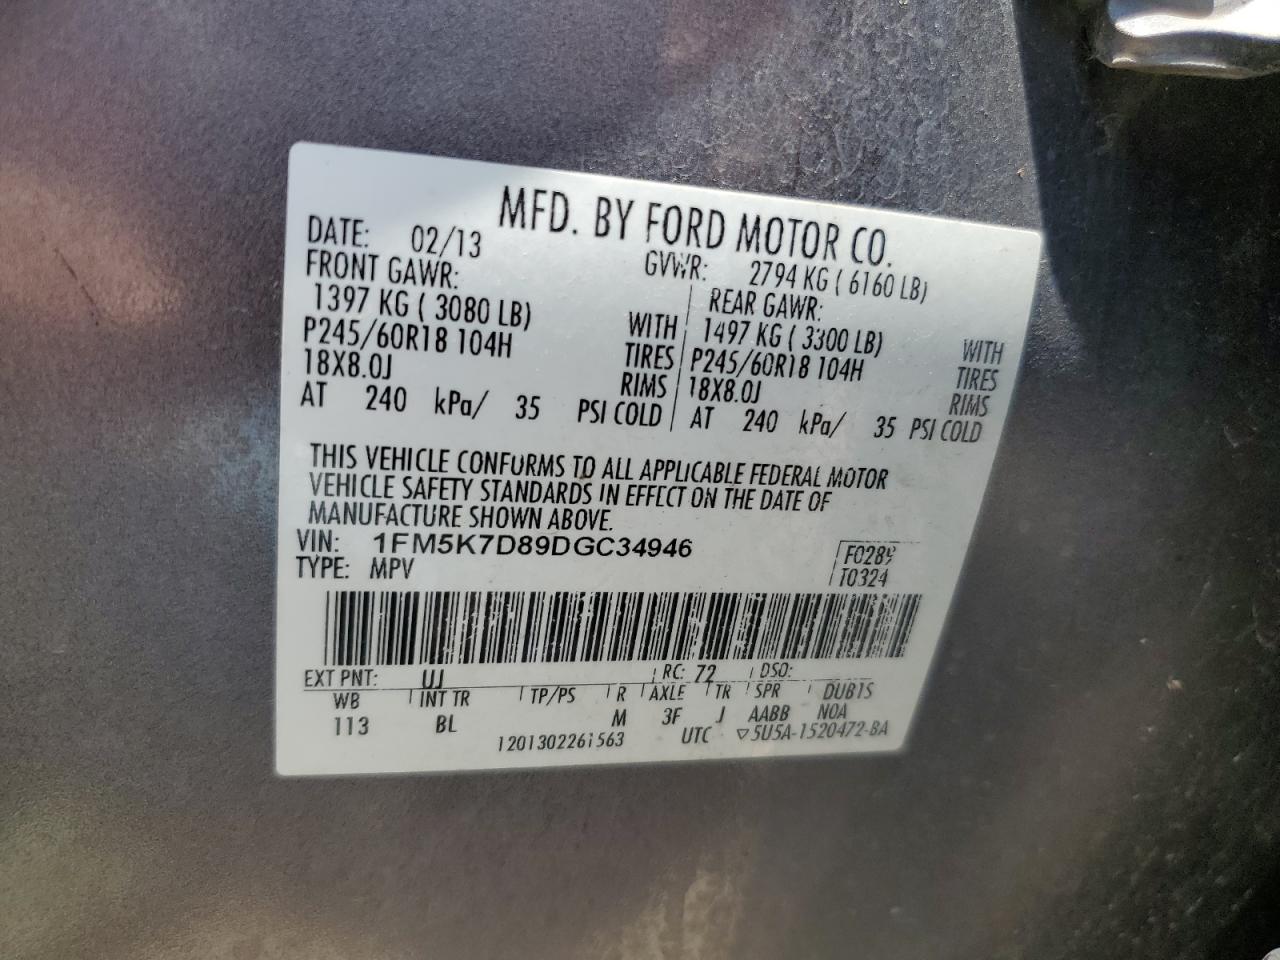 MFD. BY FORD MOTOR CO.
DATE: 02/13 GVWR: 2794 KG ( 6160 LB)
FRONT GAWR: REAR GAWR:
1397 KG ( 3080 LB) WITH 1497 KG ( 3300 LB) WITH
P245/60R18 104H TIRES P245/60R18 104H TIRES
18X8.0J RIMS 18X8.0J RIMS
AT 240 kPa/ 35 PSI COLD AT 240 kPa/ 35 PSI COLD
THIS VEHICLE CONFORMS TO ALL APPLICABLE FEDERAL MOTOR
VEHICLE SAFETY STANDARDS IN EFFECT ON THE DATE OF
MANUFACTURE SHOWN ABOVE.
VIN: 1FM5K7D89DGC34946 F0289
TYPE: MPV T0324
EXT PNT: UJ RC: 72 DSO:
WB INT TR TP/PS R AXLE TR SPR DUB1S
113 BL M 3F J AABB N0A
1201302261563 UTC ▽5U5A-1520472-BA